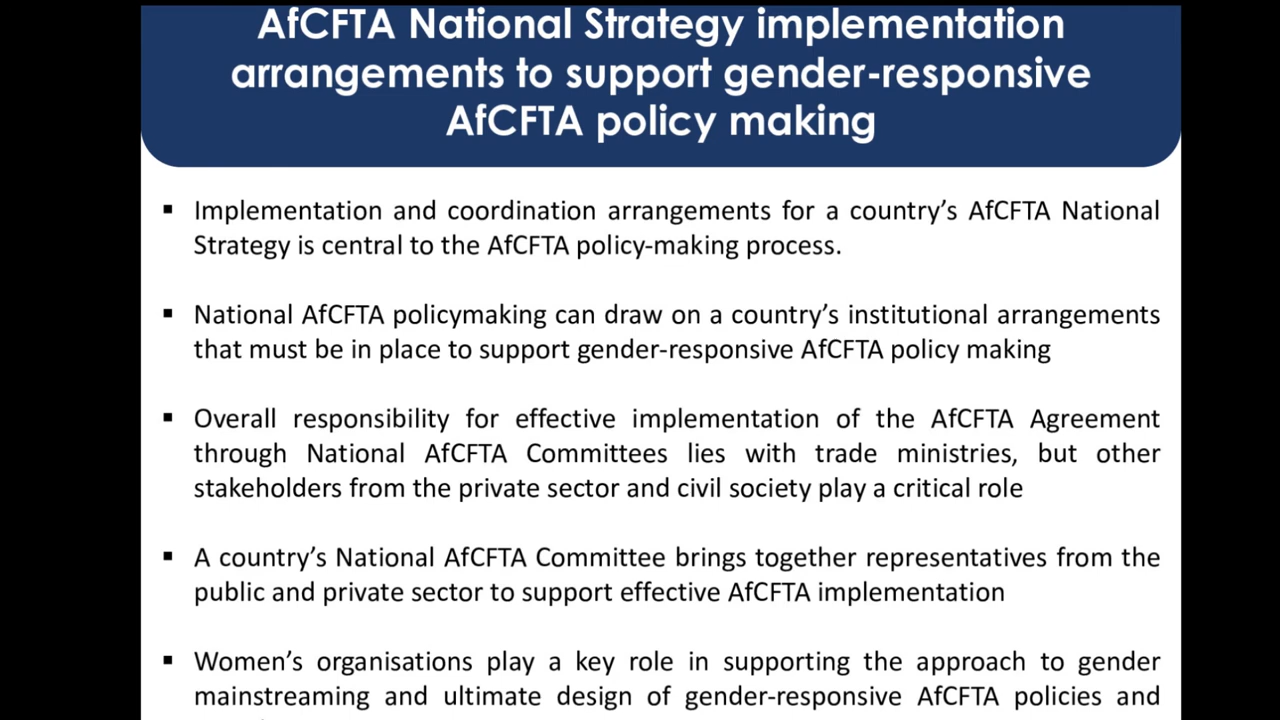 AfCFTA National Strategy implementation
arrangements to support gender-responsive
AfCFTA policy making
▪ Implementation and coordination arrangements for a country’s AfCFTA National
Strategy is central to the AfCFTA policy-making process.
▪ National AfCFTA policymaking can draw on a country’s institutional arrangements
that must be in place to support gender-responsive AfCFTA policy making
▪ Overall responsibility for effective implementation of the AfCFTA Agreement
through National AfCFTA Committees lies with trade ministries, but other
stakeholders from the private sector and civil society play a critical role
▪ A country’s National AfCFTA Committee brings together representatives from the
public and private sector to support effective AfCFTA implementation
▪ Women’s organisations play a key role in supporting the approach to gender
mainstreaming and ultimate design of gender-responsive AfCFTA policies and